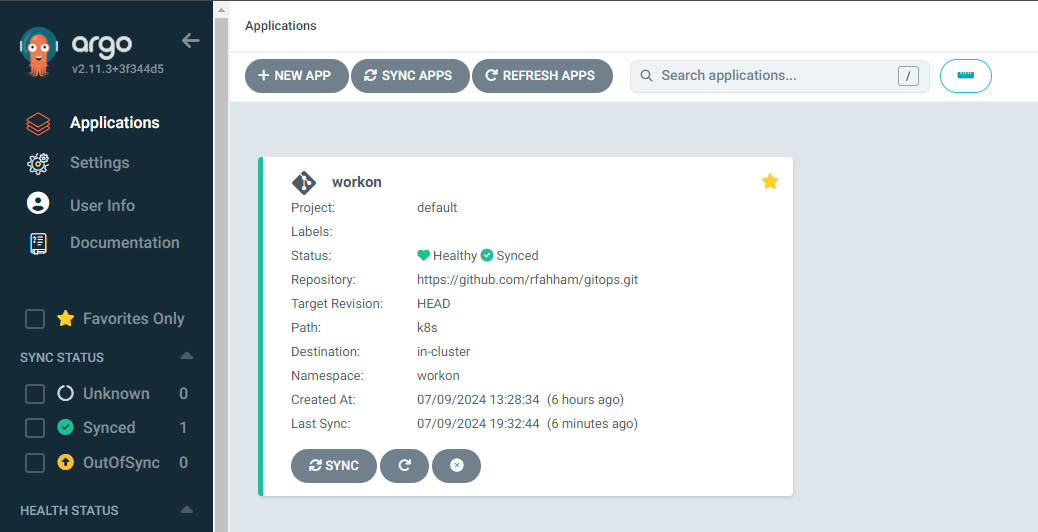 argo
v2.11.3+3f344d5
Applications
Settings
User Info
Documentation
Favorites Only
SYNC STATUS
Unknown 0
Synced 1
OutOfSync 0
HEALTH STATUS
Applications
+ NEW APP SYNC APPS REFRESH APPS Search applications... /
workon
Project: default
Labels:
Status: Healthy Synced
Repository: https://github.com/rfahham/gitops.git
Target Revision: HEAD
Path: k8s
Destination: in-cluster
Namespace: workon
Created At: 07/09/2024 13:28:34 (6 hours ago)
Last Sync: 07/09/2024 19:32:44 (6 minutes ago)
SYNC